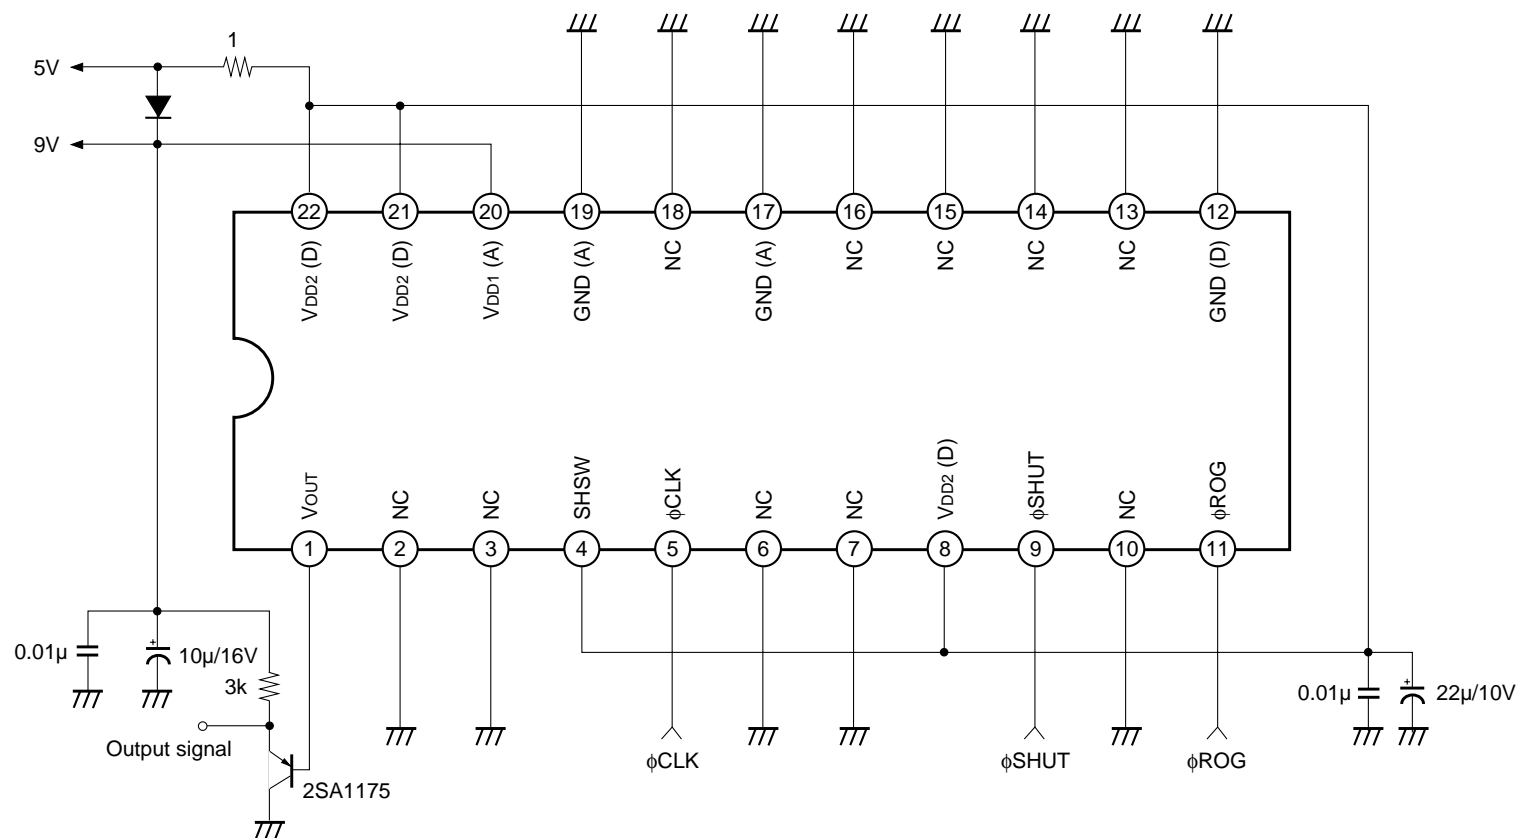 1
5V
9V
22 21 20 19 18 17 16 15 14 13 12
VDD2 (D)
VDD2 (D)
VDD1 (A)
GND (A)
NC
GND (A)
NC
NC
NC
NC
GND (D)
VOUT
NC
NC
SHSW
ϕCLK
NC
NC
VDD2 (D)
ϕSHUT
NC
ϕROG
1 2 3 4 5 6 7 8 9 10 11
0.01µ
+
10µ/16V
3k
0.01µ
+
22µ/10V
Output signal
ϕCLK
ϕSHUT
ϕROG
2SA1175